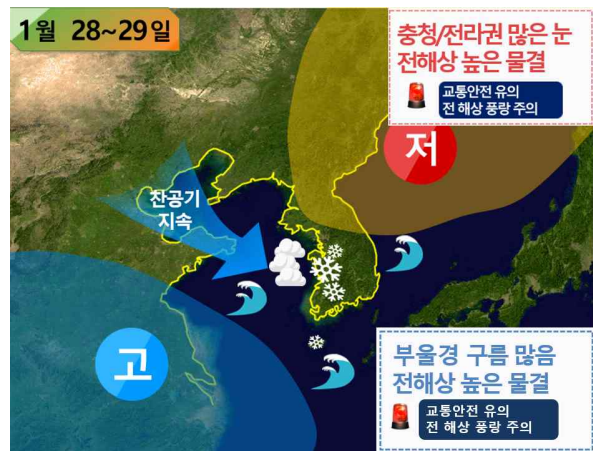 1월 28~29일
충청/전라권 많은 눈
전해상 높은 물결
교통안전 유의
전 해상 풍랑 주의
저
찬공기
지속
고
부울경 구름 많음
전해상 높은 물결
교통안전 유의
전 해상 풍랑 주의